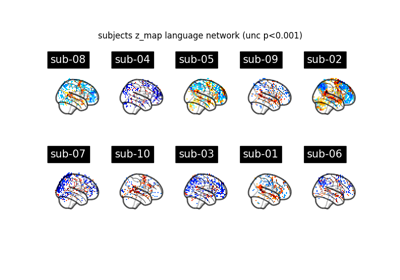 subjects z_map language network (unc p<0.001)
sub-08 sub-04 sub-05 sub-09 sub-02
sub-07 sub-10 sub-03 sub-01 sub-06